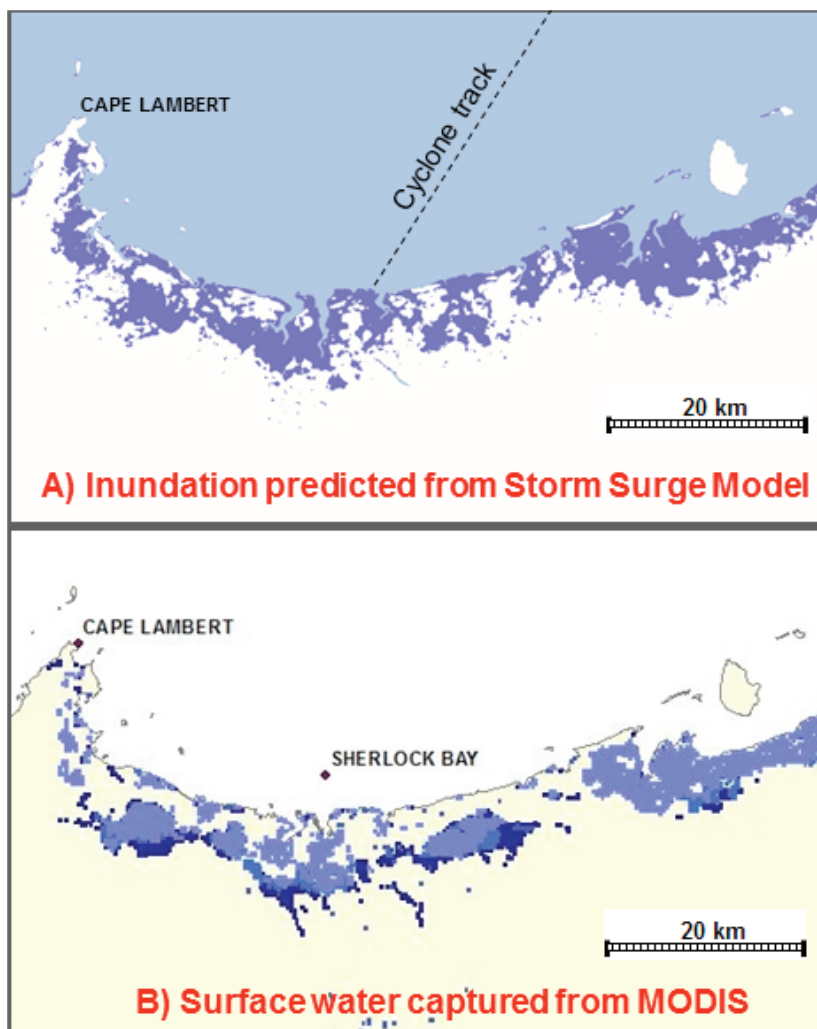 CAPE LAMBERT
Cyclone track
20 km
A) Inundation predicted from Storm Surge Model
CAPE LAMBERT
SHERLOCK BAY
20 km
B) Surface water captured from MODIS